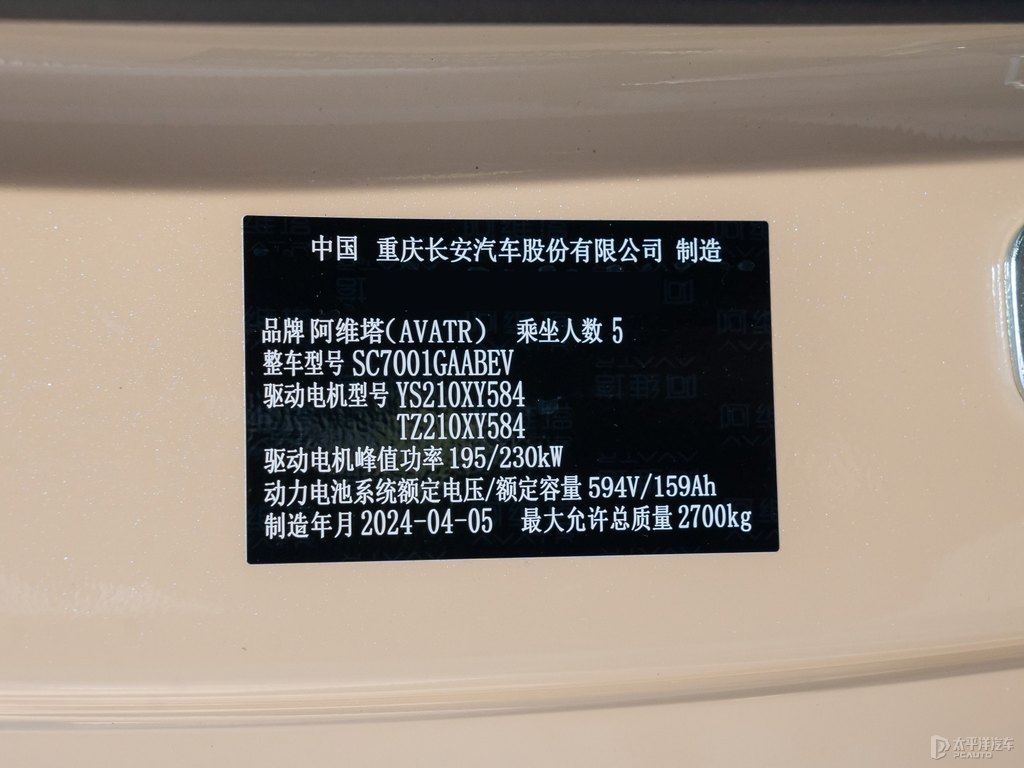 中国 重庆长安汽车股份有限公司 制造
品牌 阿维塔(AVATR) 乘坐人数 5
整车型号 SC7001GAABEV
驱动电机型号 YS210XY584
TZ210XY584
驱动电机峰值功率 195/230kW
动力电池系统额定电压/额定容量 594V/159Ah
制造年月 2024-04-05 最大允许总质量 2700kg
太平洋汽车
PCAUTO